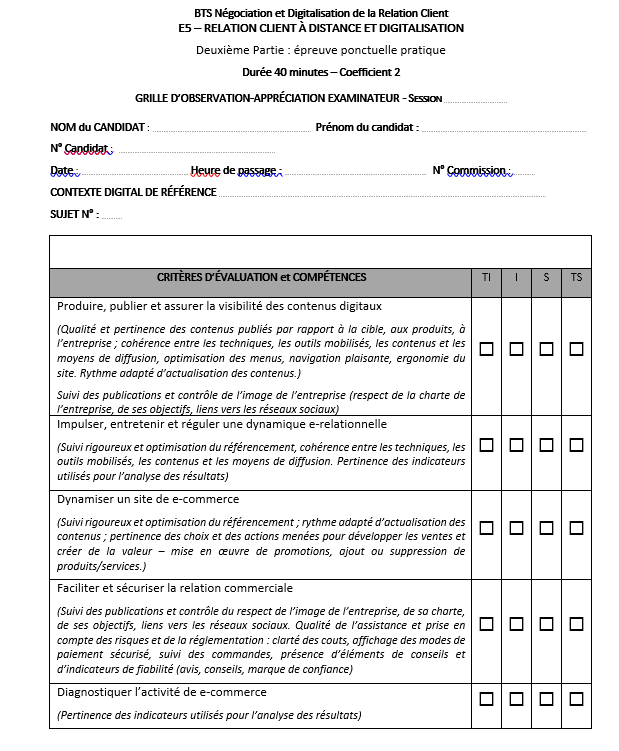 BTS Négociation et Digitalisation de la Relation Client
E5 – RELATION CLIENT À DISTANCE ET DIGITALISATION
Deuxième Partie : épreuve ponctuelle pratique
Durée 40 minutes – Coefficient 2
GRILLE D'OBSERVATION-APPRÉCIATION EXAMINATEUR - SESSION
NOM du CANDIDAT : Prénom du candidat :
N° Candidat :
Date : Heure de passage : N° Commission :
CONTEXTE DIGITAL DE RÉFÉRENCE
SUJET N° :
CRITÈRES D'ÉVALUATION et COMPÉTENCES TI I S TS
Produire, publier et assurer la visibilité des contenus digitaux
(Qualité et pertinence des contenus publiés par rapport à la cible, aux produits, à
l'entreprise ; cohérence entre les techniques, les outils mobilisés, les contenus et les
moyens de diffusion, optimisation des menus, navigation plaisante, ergonomie du
site. Rythme adapté d'actualisation des contenus.)
Suivi des publications et contrôle de l'image de l'entreprise (respect de la charte de
l'entreprise, de ses objectifs, liens vers les réseaux sociaux)
Impulser, entretenir et réguler une dynamique e-relationnelle
(Suivi rigoureux et optimisation du référencement, cohérence entre les techniques, les
outils mobilisés, les contenus et les moyens de diffusion. Pertinence des indicateurs
utilisés pour l'analyse des résultats)
Dynamiser un site de e-commerce
(Suivi rigoureux et optimisation du référencement ; rythme adapté d'actualisation des
contenus ; pertinence des choix et des actions menées pour développer les ventes et
créer de la valeur – mise en œuvre de promotions, ajout ou suppression de
produits/services.)
Faciliter et sécuriser la relation commerciale
(Suivi des publications et contrôle du respect de l'image de l'entreprise, de sa charte,
de ses objectifs, liens vers les réseaux sociaux. Qualité de l'assistance et prise en
compte des risques et de la réglementation : clarté des couts, affichage des modes de
paiement sécurisé, suivi des commandes, présence d'éléments de conseils et
d'indicateurs de fiabilité (avis, conseils, marque de confiance)
Diagnostiquer l'activité de e-commerce
(Pertinence des indicateurs utilisés pour l'analyse des résultats)